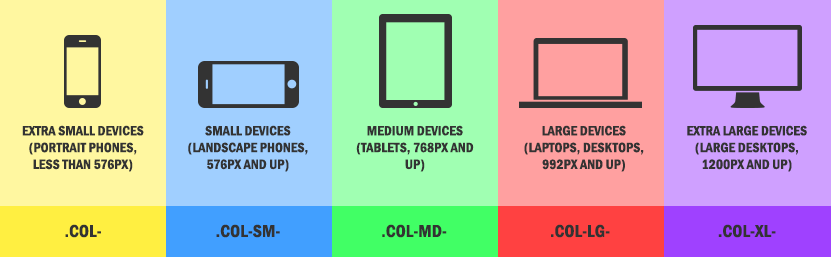 EXTRA SMALL DEVICES
(PORTRAIT PHONES,
LESS THAN 576PX)
.COL-
SMALL DEVICES
(LANDSCAPE PHONES,
576PX AND UP)
.COL-SM-
MEDIUM DEVICES
(TABLETS, 768PX AND
UP)
.COL-MD-
LARGE DEVICES
(LAPTOPS, DESKTOPS,
992PX AND UP)
.COL-LG-
EXTRA LARGE DEVICES
(LARGE DESKTOPS,
1200PX AND UP)
.COL-XL-